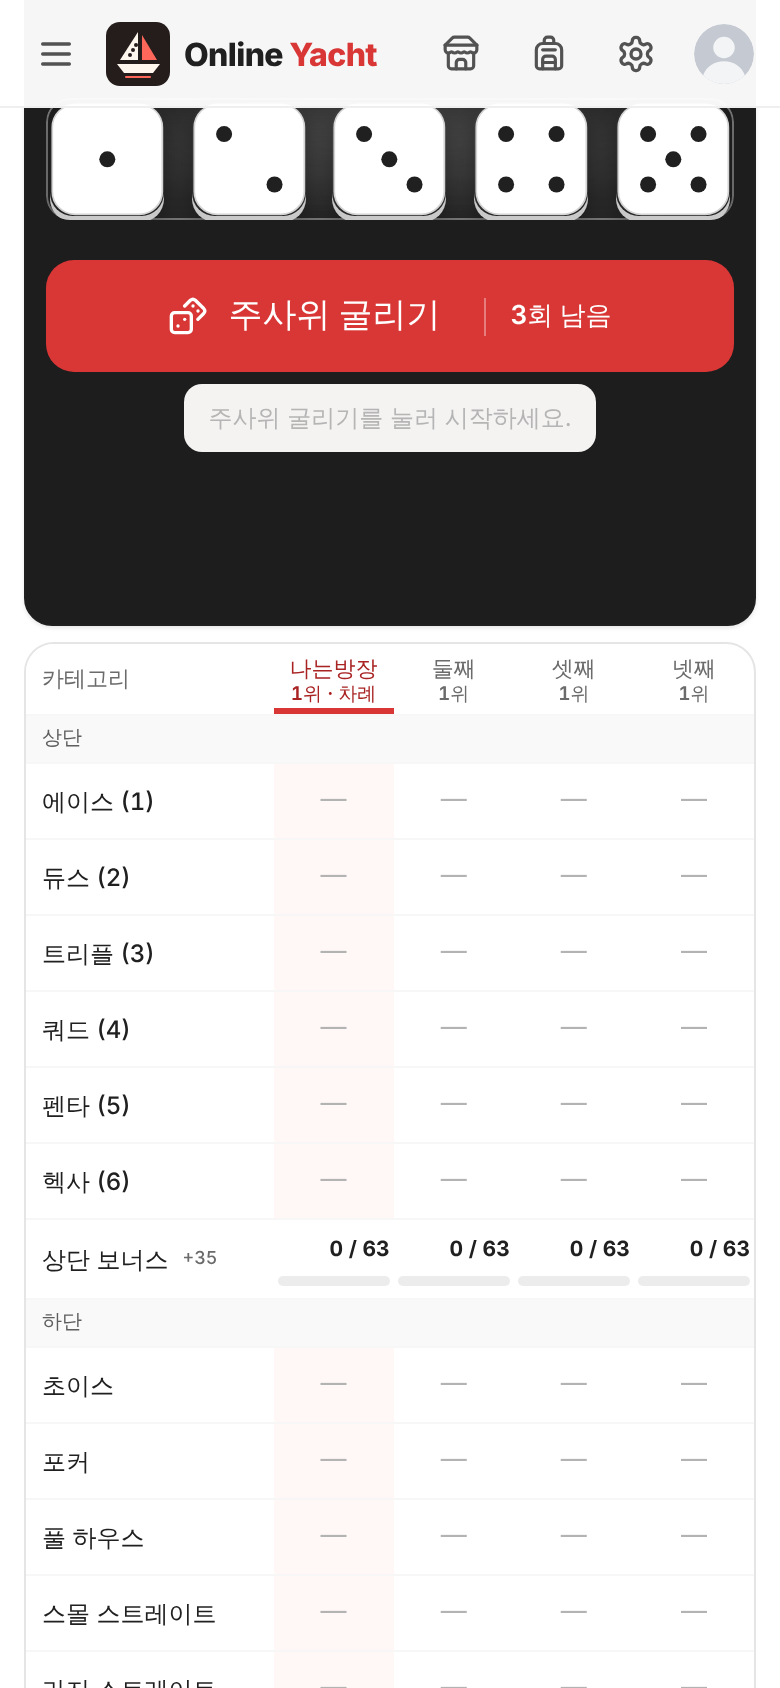 Online Yacht
주사위 굴리기 3회 남음
주사위 굴리기를 눌러 시작하세요.
카테고리 나는방장 둘째 셋째 넷째
1위 · 차례 1위 1위 1위
상단
에이스 (1) — — — —
듀스 (2) — — — —
트리플 (3) — — — —
쿼드 (4) — — — —
펜타 (5) — — — —
헥사 (6) — — — —
상단 보너스 +35 0 / 63 0 / 63 0 / 63 0 / 63
하단
초이스 — — — —
포커 — — — —
풀 하우스 — — — —
스몰 스트레이트 — — — —